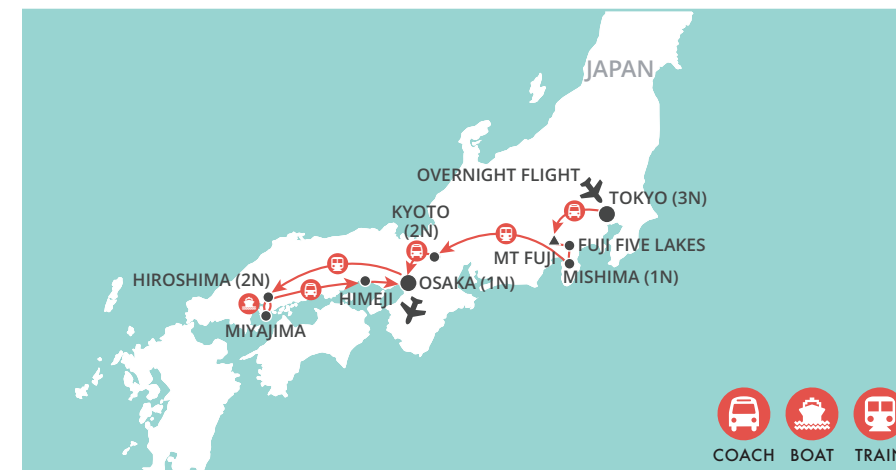 JAPAN
OVERNIGHT FLIGHT
TOKYO (3N)
KYOTO
(2N)
FUJI FIVE LAKES
MT FUJI
MISHIMA (1N)
HIROSHIMA (2N)
OSAKA (1N)
HIMEJI
MIYAJIMA
COACH BOAT TRAIN